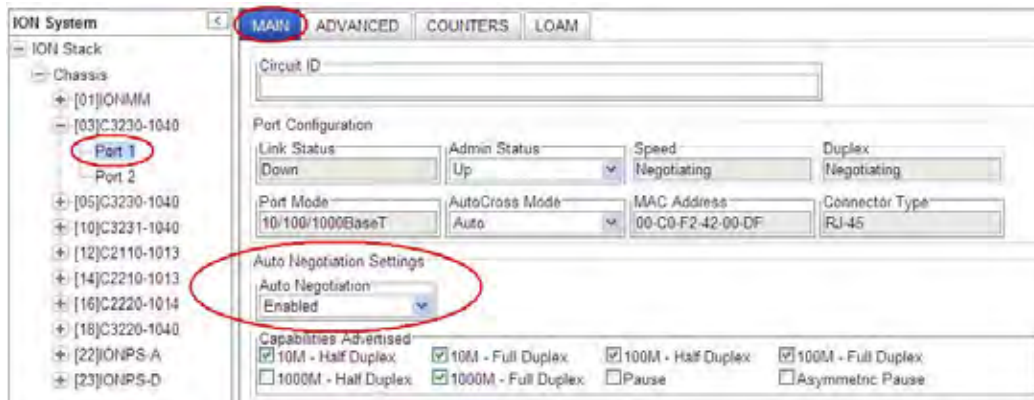 ION System
ION Stack
Chassis
[01]IONMM
[03]C3230-1040
Port 1
Port 2
[05]C3230-1040
[10]C3231-1040
[12]C2110-1013
[14]C2210-1013
[16]C2220-1014
[18]C3220-1040
[22]IONPS-A
[23]IONPS-D
MAIN ADVANCED COUNTERS LOAM
Circuit ID
Port Configuration
Link Status Admin Status Speed Duplex
Down Up Negotiating Negotiating
Port Mode AutoCross Mode MAC Address Connector Type
10/100/1000BaseT Auto 00-C0-F2-42-00-DF RJ-45
Auto Negotiation Settings
Auto Negotiation
Enabled
Capabilities Advertised
10M - Half Duplex 10M - Full Duplex 100M - Half Duplex 100M - Full Duplex
1000M - Half Duplex 1000M - Full Duplex Pause Asymmetric Pause